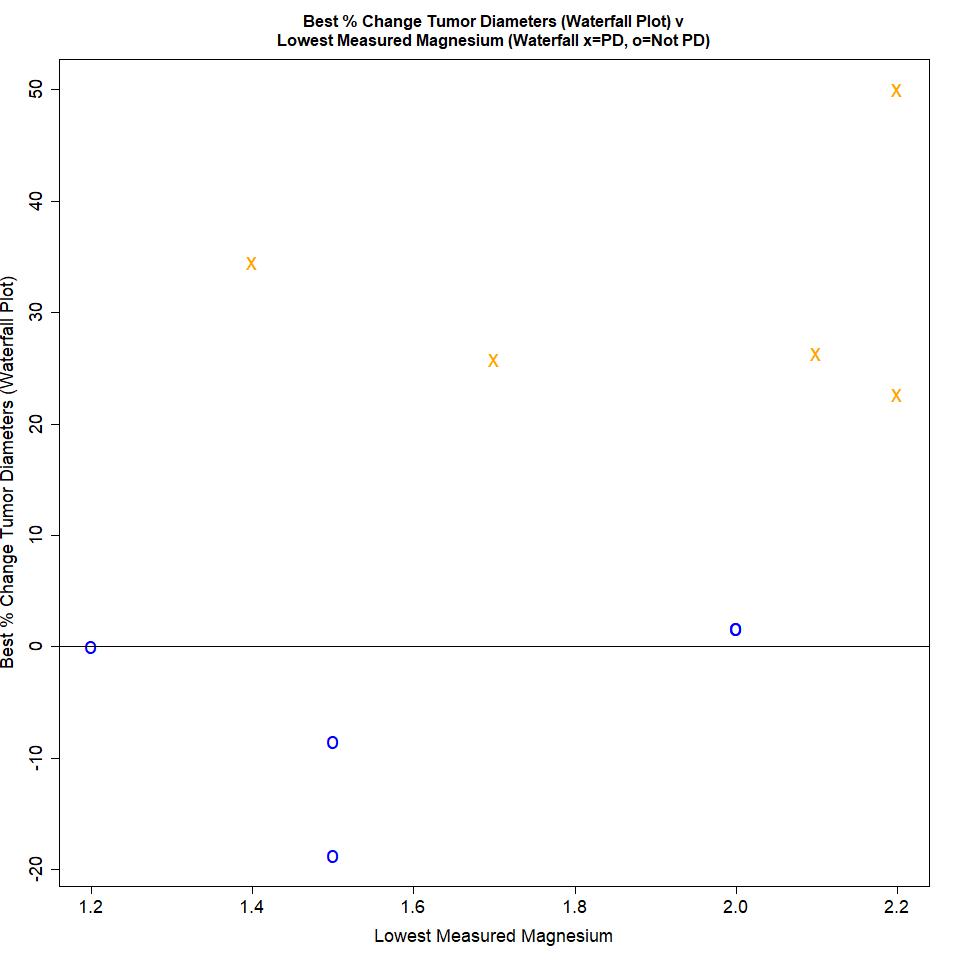 Best % Change Tumor Diameters (Waterfall Plot) v
Lowest Measured Magnesium (Waterfall x=PD, o=Not PD)
Best % Change Tumor Diameters (Waterfall Plot)
50
40
30
20
10
0
-10
-20
X
X
X
X
X
O
O
O
O
1.2
1.4
1.6
1.8
2.0
2.2
Lowest Measured Magnesium